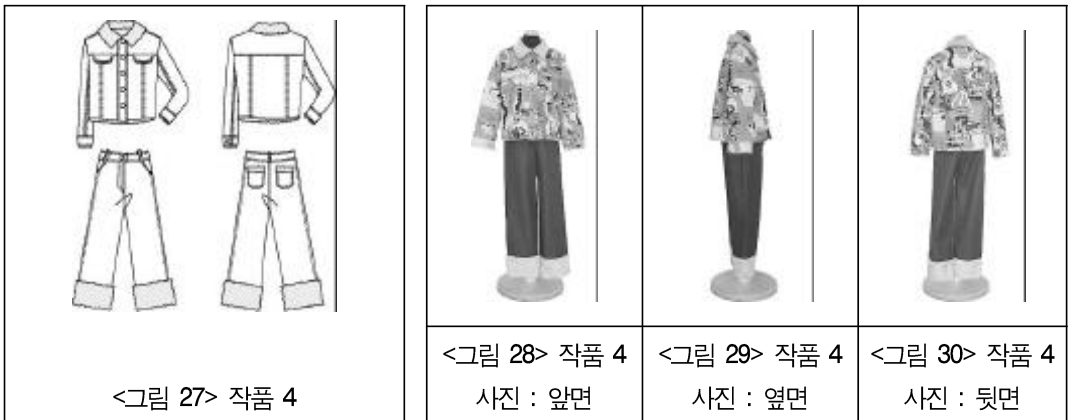 <그림 27> 작품 4
<그림 28> 작품 4
사진 : 앞면
<그림 29> 작품 4
사진 : 옆면
<그림 30> 작품 4
사진 : 뒷면